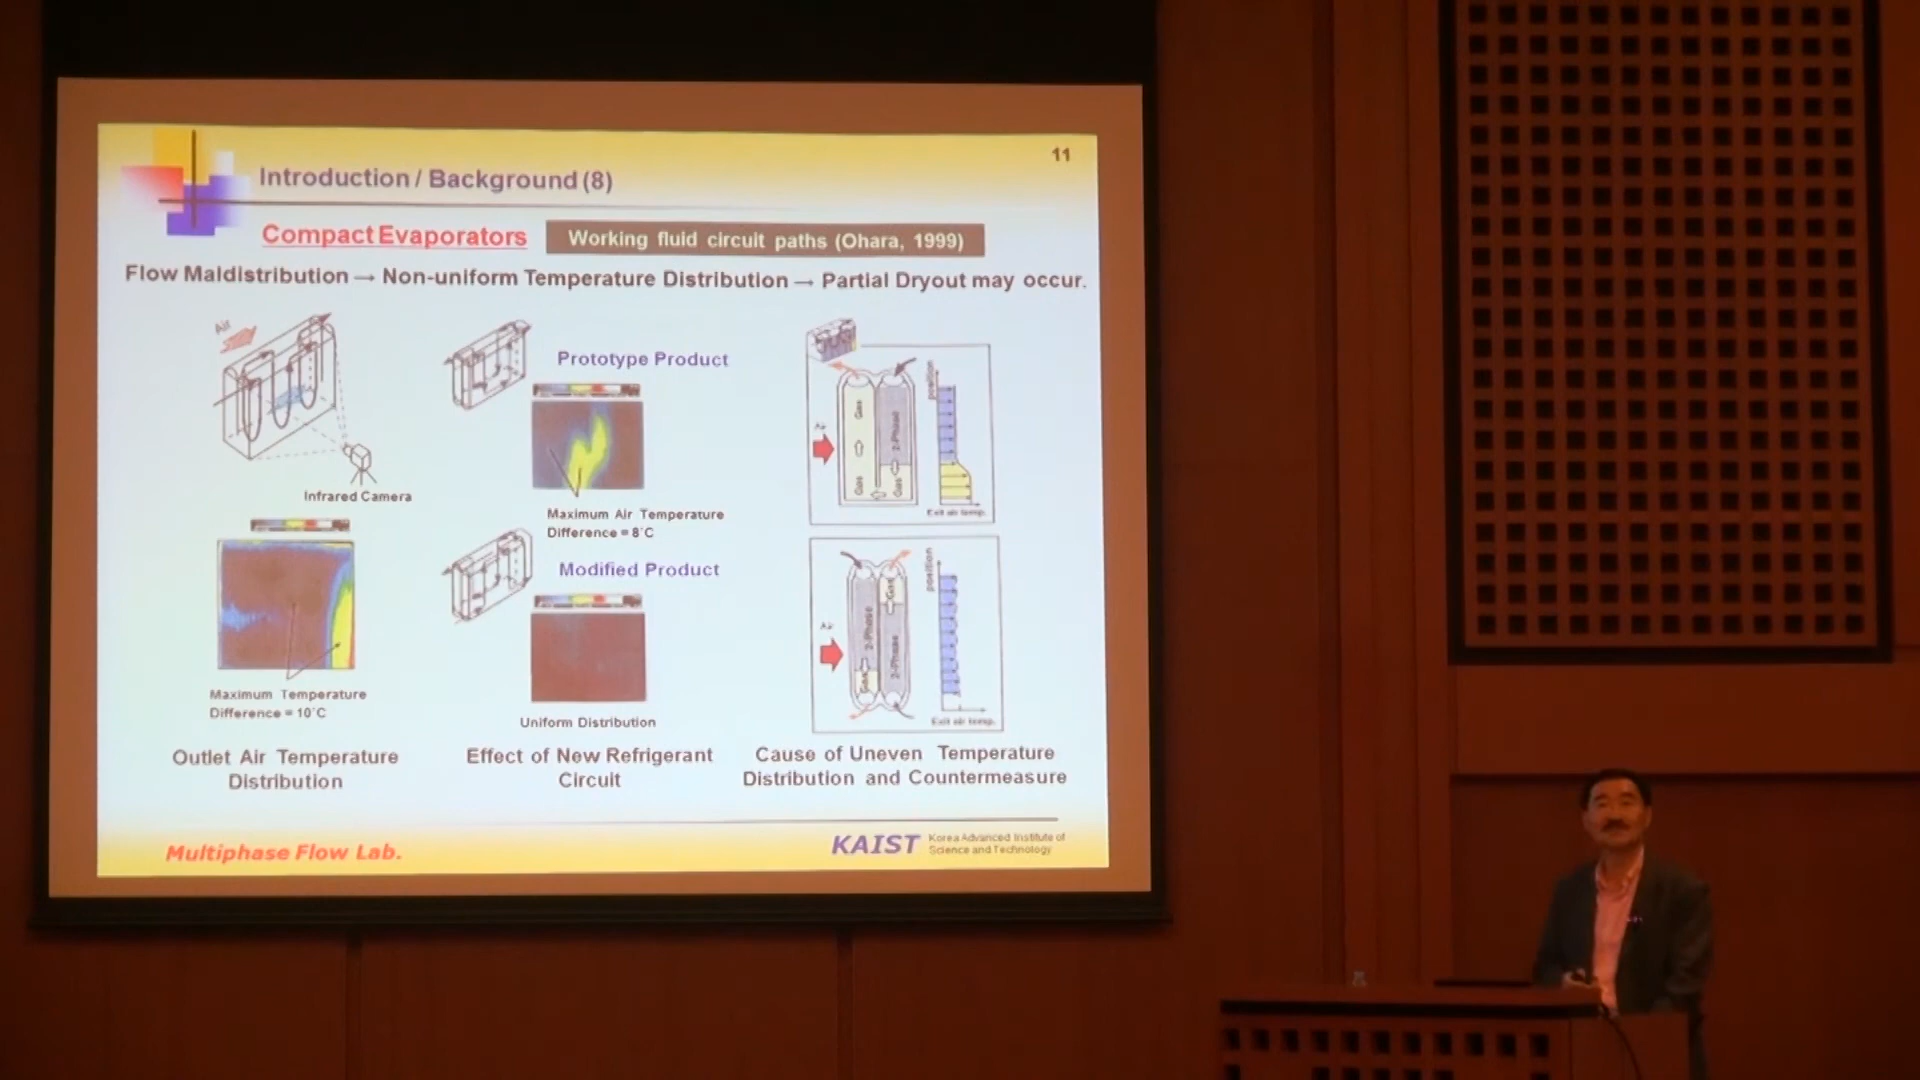 11
Introduction / Background (8)
Compact Evaporators
Working fluid circuit paths (Ohara, 1999)
Flow Maldistribution → Non-uniform Temperature Distribution → Partial Dryout may occur.
Air
Infrared Camera
Maximum Temperature
Difference = 10°C
Outlet Air Temperature
Distribution
Prototype Product
Maximum Air Temperature
Difference = 8°C
Modified Product
Uniform Distribution
Effect of New Refrigerant
Circuit
Air
Gas
Gas
2-Phase
Gas
position
Exit air temp.
Air
2-Phase
Gas
Gas
2-Phase
position
Exit air temp.
Cause of Uneven Temperature
Distribution and Countermeasure
Multiphase Flow Lab.
KAIST
Korea Advanced Institute of
Science and Technology